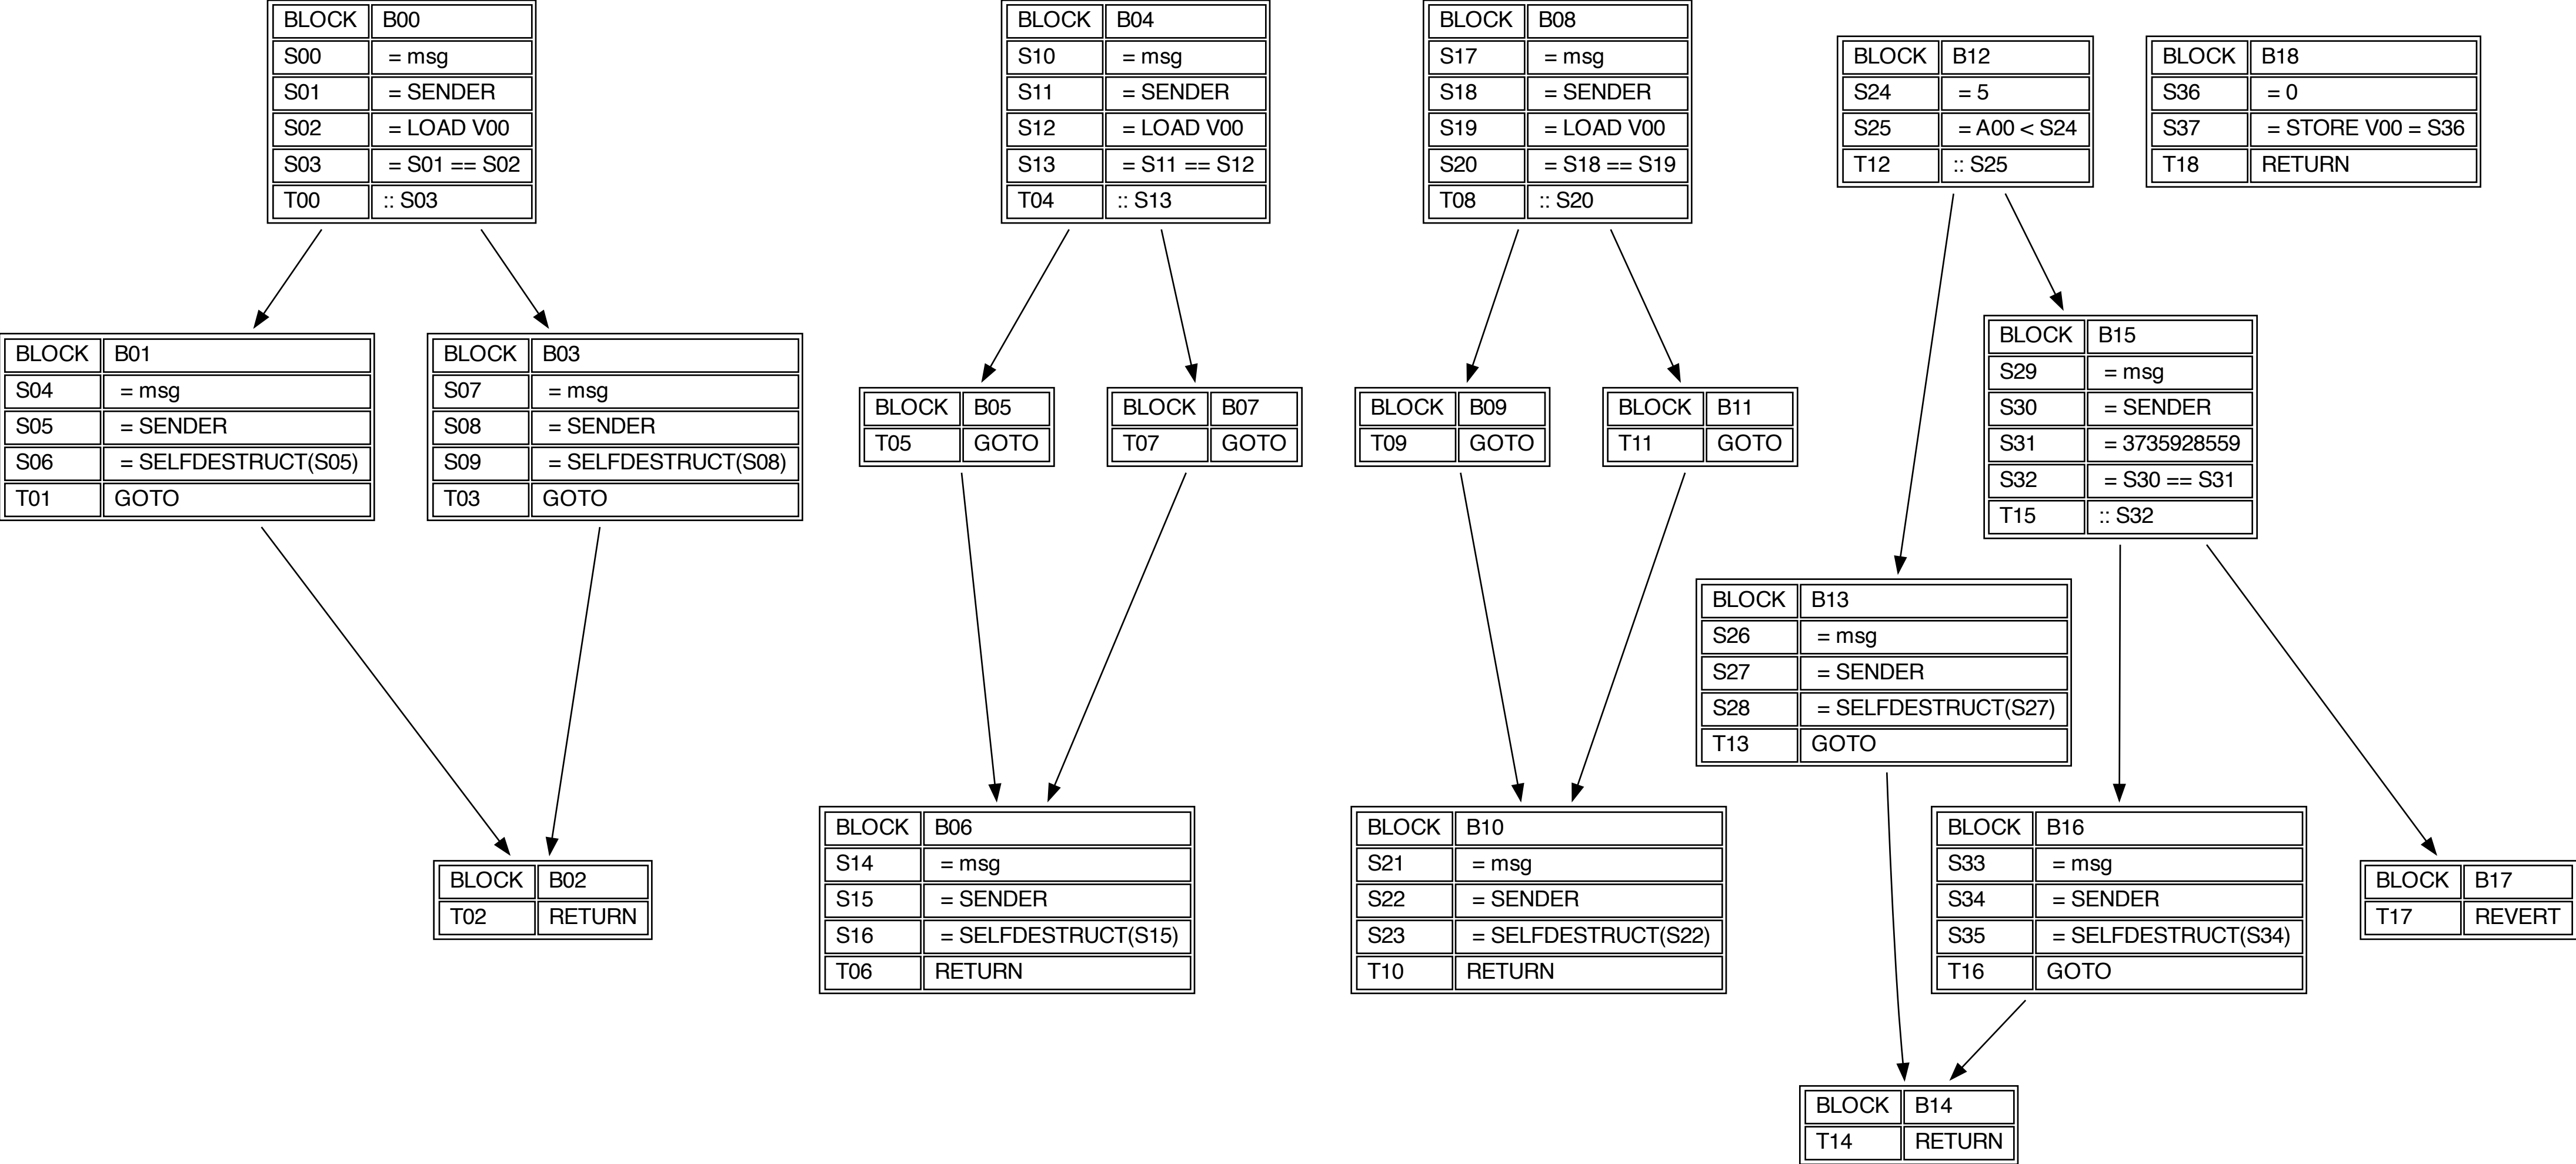 BLOCK B00
S00 = msg
S01 = SENDER
S02 = LOAD V00
S03 = S01 == S02
T00 :: S03
BLOCK B04
S10 = msg
S11 = SENDER
S12 = LOAD V00
S13 = S11 == S12
T04 :: S13
BLOCK B08
S17 = msg
S18 = SENDER
S19 = LOAD V00
S20 = S18 == S19
T08 :: S20
BLOCK B12
S24 = 5
S25 = A00 < S24
T12 :: S25
BLOCK B18
S36 = 0
S37 = STORE V00 = S36
T18 RETURN
BLOCK B01
S04 = msg
S05 = SENDER
S06 = SELFDESTRUCT(S05)
T01 GOTO
BLOCK B03
S07 = msg
S08 = SENDER
S09 = SELFDESTRUCT(S08)
T03 GOTO
BLOCK B05
T05 GOTO
BLOCK B07
T07 GOTO
BLOCK B09
T09 GOTO
BLOCK B11
T11 GOTO
BLOCK B15
S29 = msg
S30 = SENDER
S31 = 3735928559
S32 = S30 == S31
T15 :: S32
BLOCK B13
S26 = msg
S27 = SENDER
S28 = SELFDESTRUCT(S27)
T13 GOTO
BLOCK B02
T02 RETURN
BLOCK B06
S14 = msg
S15 = SENDER
S16 = SELFDESTRUCT(S15)
T06 RETURN
BLOCK B10
S21 = msg
S22 = SENDER
S23 = SELFDESTRUCT(S22)
T10 RETURN
BLOCK B16
S33 = msg
S34 = SENDER
S35 = SELFDESTRUCT(S34)
T16 GOTO
BLOCK B17
T17 REVERT
BLOCK B14
T14 RETURN